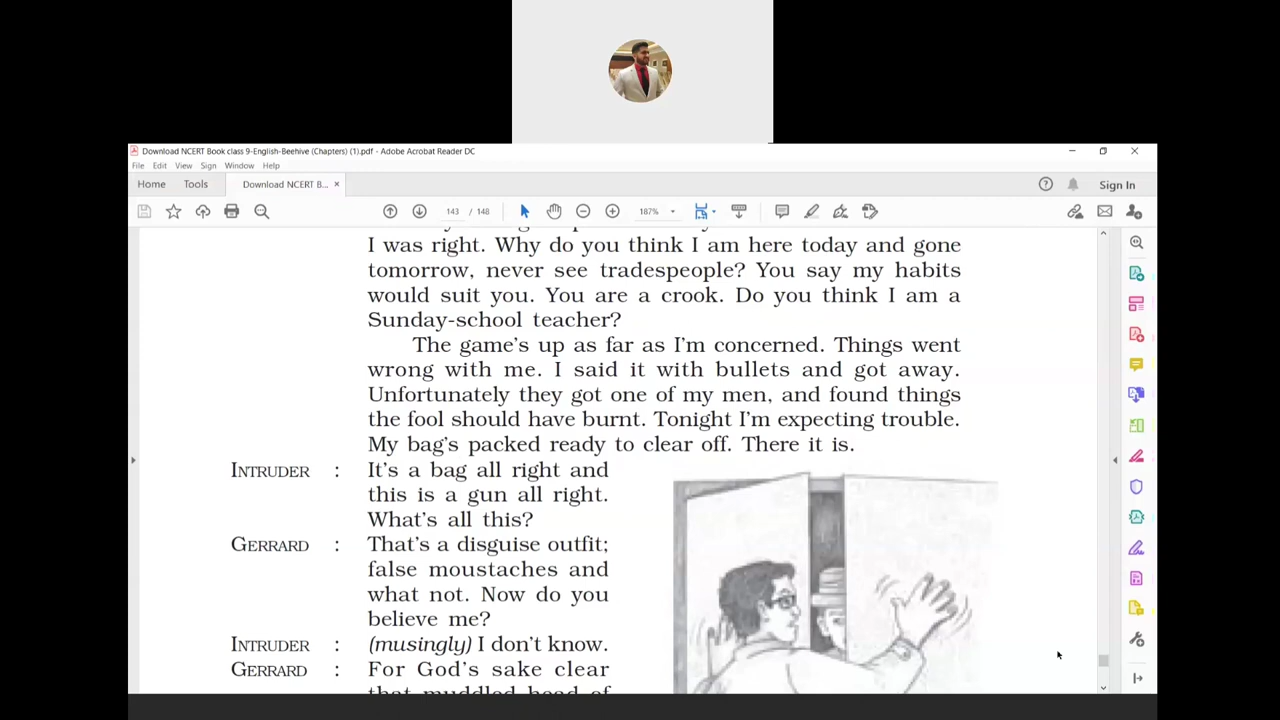 Download NCERT Book class 9-English-Beehive (Chapters) (1).pdf - Adobe Acrobat Reader DC
File Edit View Sign Window Help
Home Tools Download NCERT B... × Sign In
143 / 148 187%
I was right. Why do you think I am here today and gone
tomorrow, never see tradespeople? You say my habits
would suit you. You are a crook. Do you think I am a
Sunday-school teacher?
The game's up as far as I'm concerned. Things went
wrong with me. I said it with bullets and got away.
Unfortunately they got one of my men, and found things
the fool should have burnt. Tonight I'm expecting trouble.
My bag's packed ready to clear off. There it is.
INTRUDER : It's a bag all right and
this is a gun all right.
What's all this?
GERRARD : That's a disguise outfit;
false moustaches and
what not. Now do you
believe me?
INTRUDER : (musingly) I don't know.
GERRARD : For God's sake clear
that muddled head of